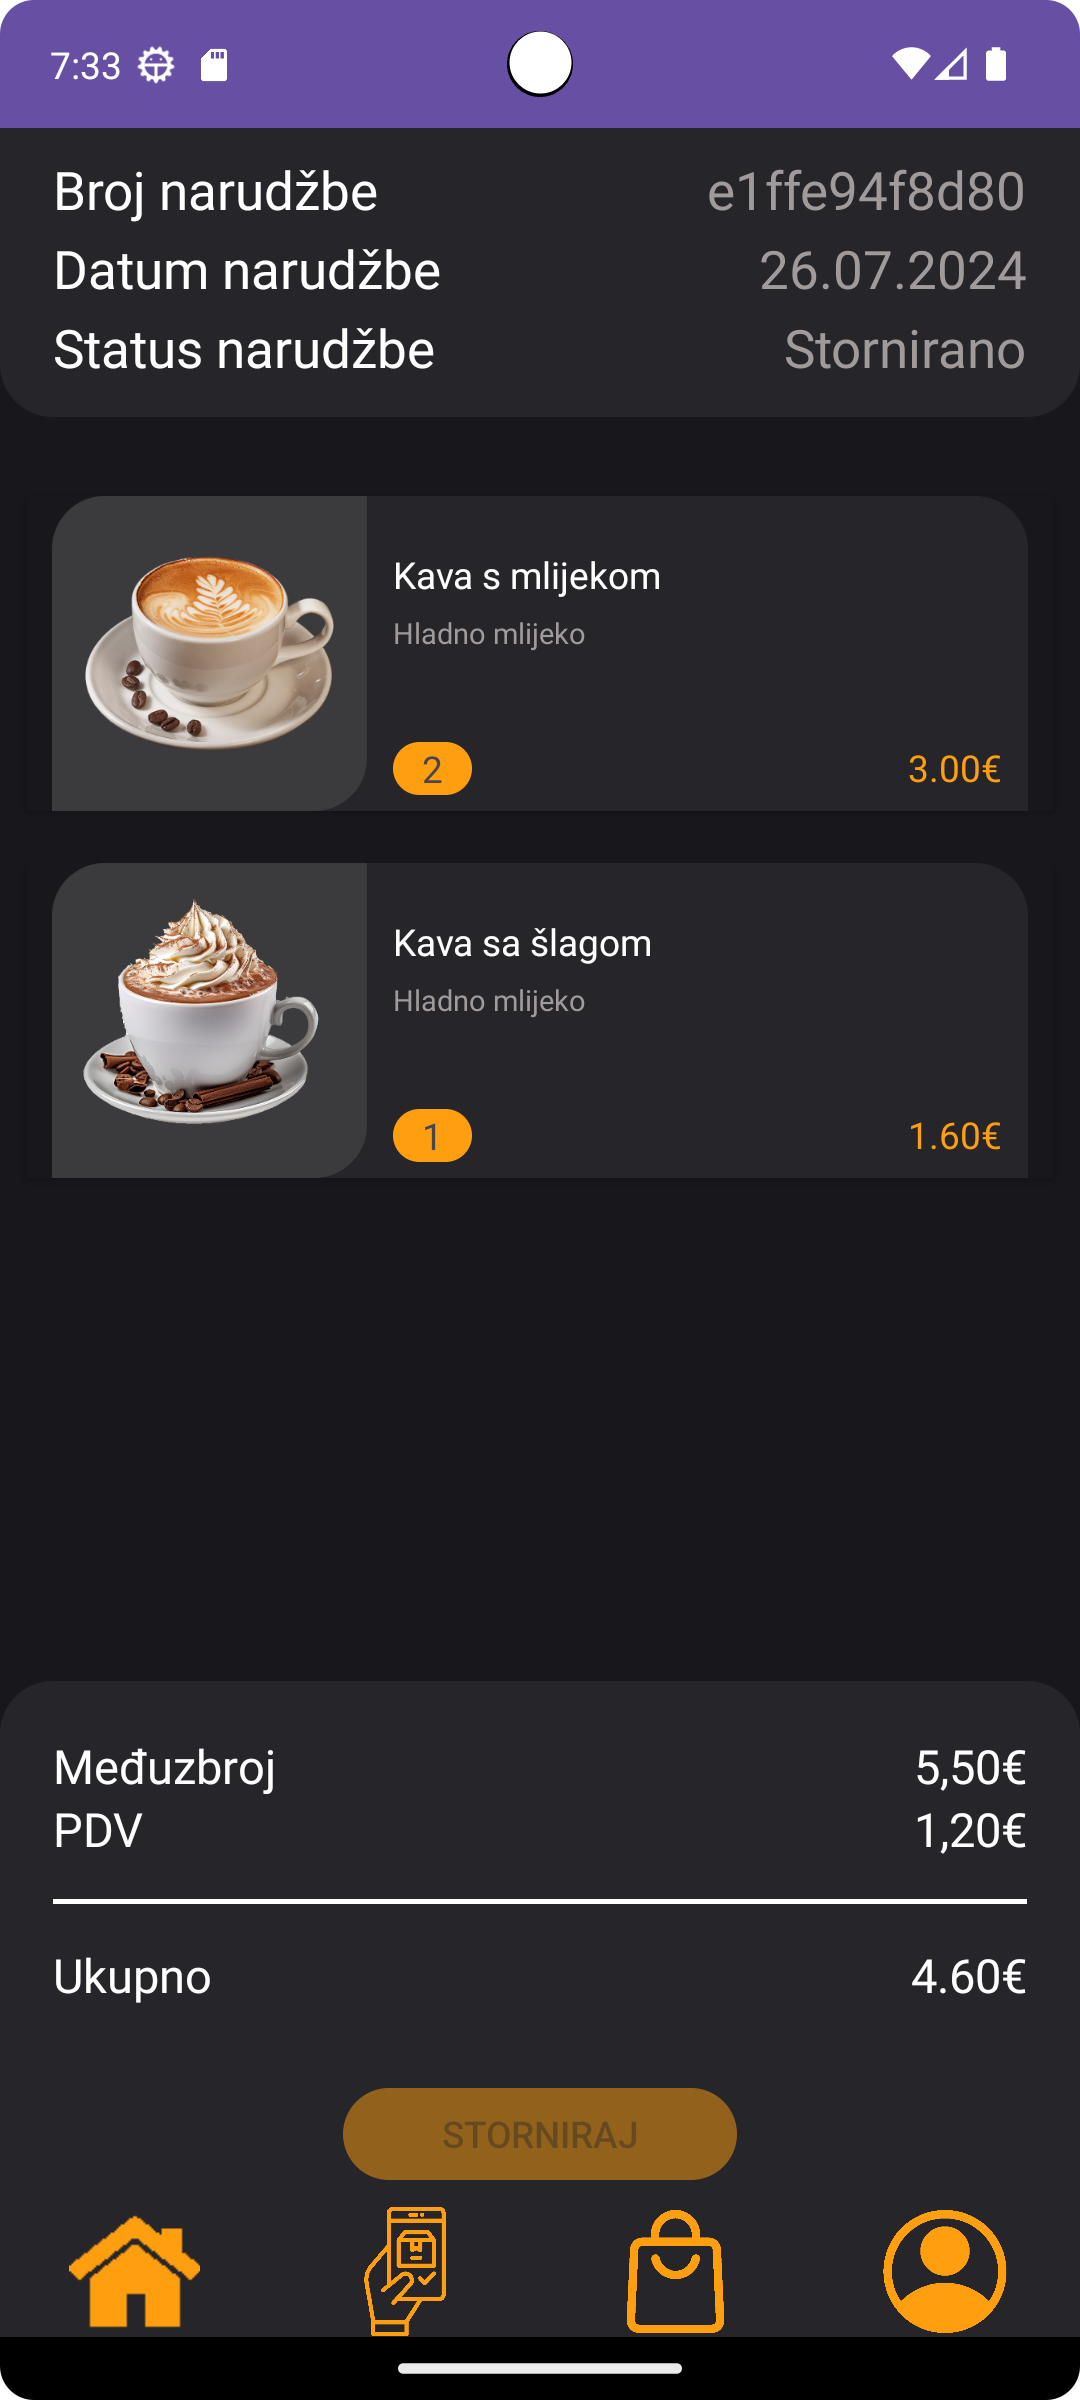 7:33
Broj narudžbe e1ffe94f8d80
Datum narudžbe 26.07.2024
Status narudžbe Stornirano
Kava s mlijekom
Hladno mlijeko
2 3.00€
Kava sa šlagom
Hladno mlijeko
1 1.60€
Međuzbroj 5,50€
PDV 1,20€
Ukupno 4.60€
STORNIRAJ